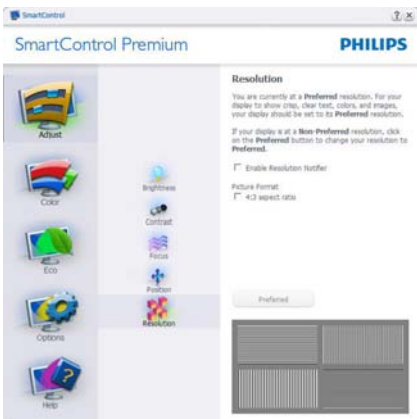 SmartControl
SmartControl Premium
PHILIPS
Adjust
Color
Eco
Options
Help
Brightness
Contrast
Focus
Position
Resolution
Resolution
You are currently at a Preferred resolution. For your
display to show crisp, clear text, colors, and images,
your display should be set to its Preferred resolution.
If your display is at a Non-Preferred resolution, click
on the Preferred button to change your resolution to
Preferred.
Enable Resolution Notifier
Picture Format
4:3 aspect ratio
Preferred